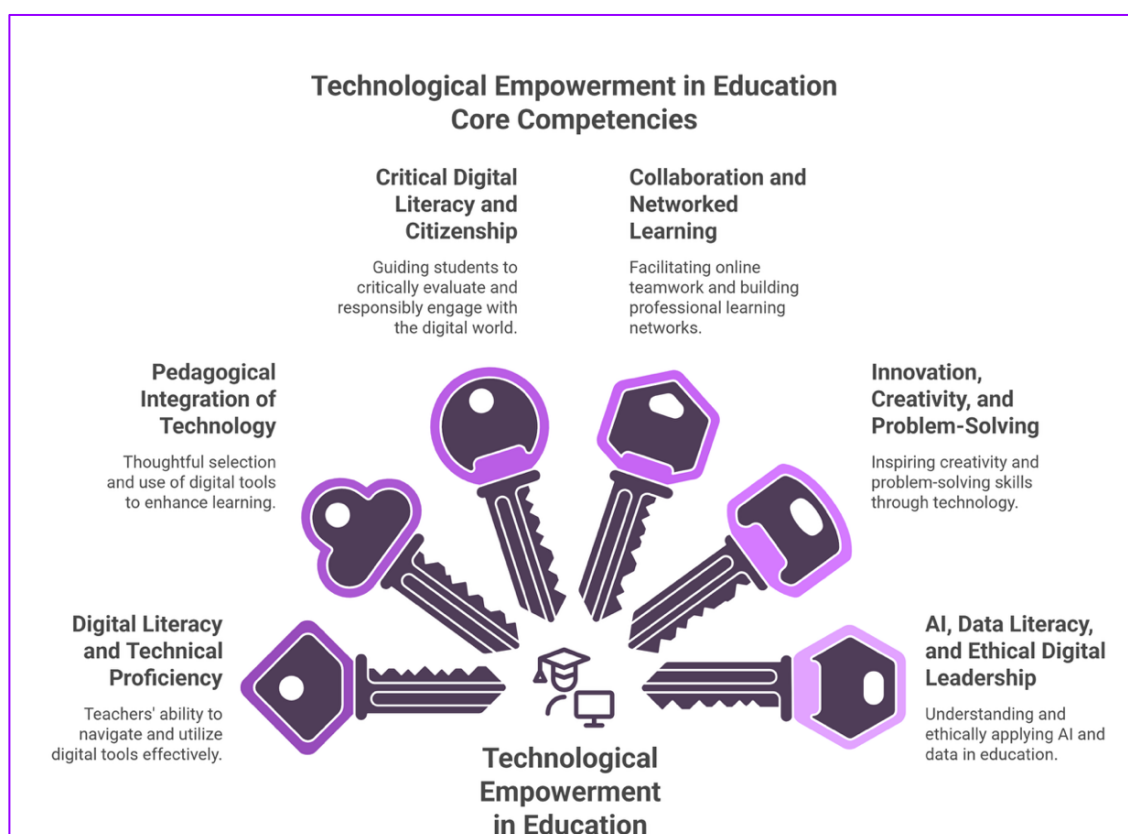 Technological Empowerment in Education
Core Competencies
Critical Digital
Literacy and
Citizenship
Guiding students to
critically evaluate and
responsibly engage with
the digital world.
Collaboration and
Networked
Learning
Facilitating online
teamwork and building
professional learning
networks.
Pedagogical
Integration of
Technology
Thoughtful selection
and use of digital tools
to enhance learning.
Innovation,
Creativity, and
Problem-Solving
Inspiring creativity and
problem-solving skills
through technology.
Digital Literacy
and Technical
Proficiency
Teachers' ability to
navigate and utilize
digital tools effectively.
AI, Data Literacy,
and Ethical Digital
Leadership
Understanding and
ethically applying AI and
data in education.
Technological
Empowerment
in Education